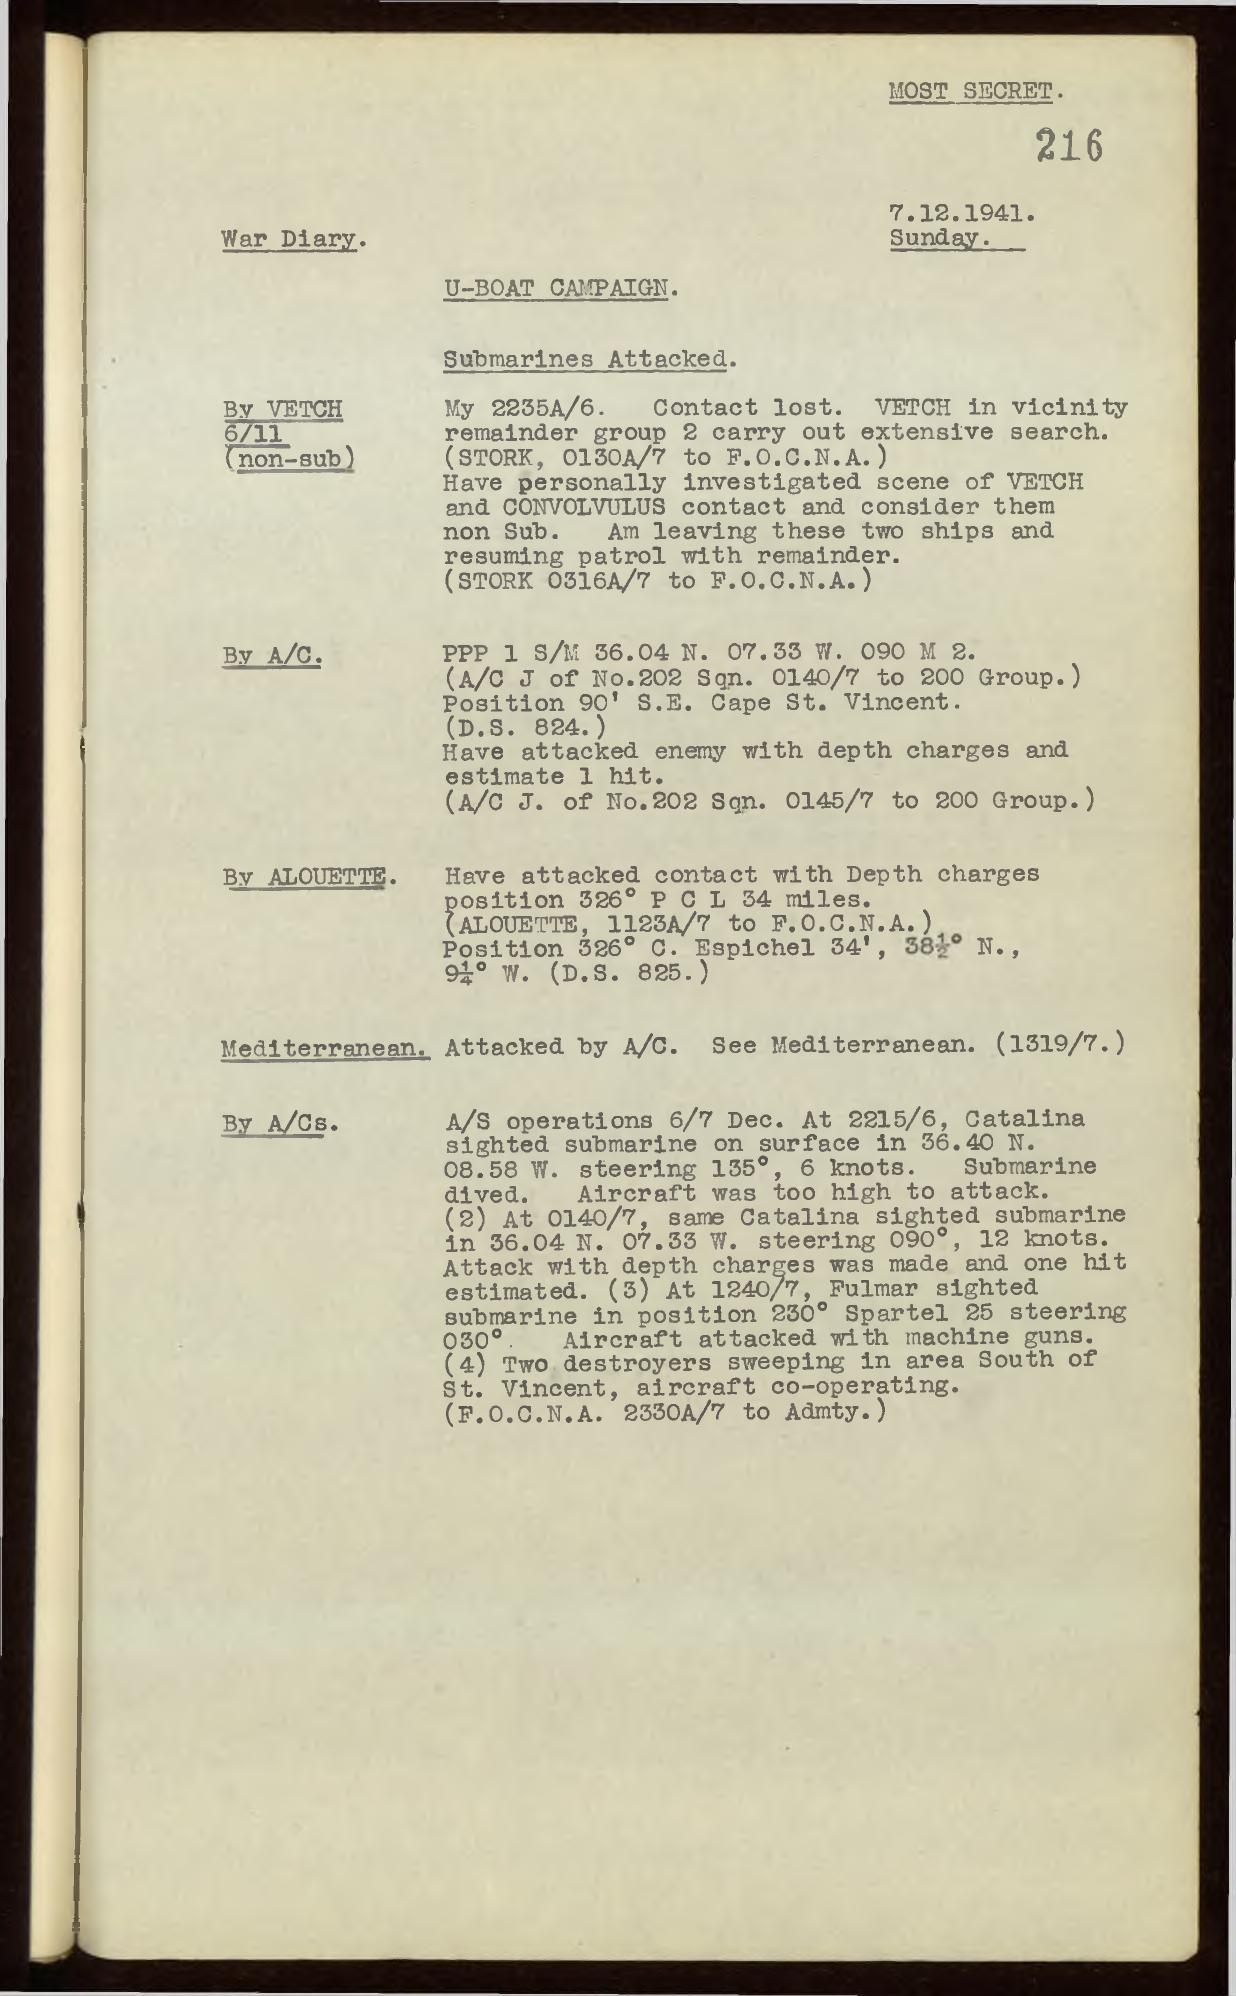 MOST SECRET.
216
7.12.1941.
War Diary.
Sunday.
U-BOAT CAMPAIGN.
Submarines Attacked.
By VETCH
6/11
(non-sub)
My 2235A/6. Contact lost. VETCH in vicinity
remainder group 2 carry out extensive search.
(STORK, 0130A/7 to F.O.C.N.A.)
Have personally investigated scene of VETCH
and CONVOLVULUS contact and consider them
non Sub. Am leaving these two ships and
resuming patrol with remainder.
(STORK 0316A/7 to F.O.C.N.A.)
By A/C.
PPP 1 S/M 36.04 N. 07.33 W. 090 M 2.
(A/C J of No.202 Sqn. 0140/7 to 200 Group.)
Position 90' S.E. Cape St. Vincent.
(D.S. 824.)
Have attacked enemy with depth charges and
estimate 1 hit.
(A/C J. of No.202 Sqn. 0145/7 to 200 Group.)
By ALOUETTE.
Have attacked contact with Depth charges
position 326° P C L 34 miles.
(ALOUETTE, 1123A/7 to F.O.C.N.A.)
Position 326° C. Espichel 34', 38½° N.,
9¼° W. (D.S. 825.)
Mediterranean. Attacked by A/C. See Mediterranean. (1319/7.)
By A/Cs.
A/S operations 6/7 Dec. At 2215/6, Catalina
sighted submarine on surface in 36.40 N.
08.58 W. steering 135°, 6 knots. Submarine
dived. Aircraft was too high to attack.
(2) At 0140/7, same Catalina sighted submarine
in 36.04 N. 07.33 W. steering 090°, 12 knots.
Attack with depth charges was made and one hit
estimated. (3) At 1240/7, Fulmar sighted
submarine in position 230° Spartel 25 steering
030°. Aircraft attacked with machine guns.
(4) Two destroyers sweeping in area South of
St. Vincent, aircraft co-operating.
(F.O.C.N.A. 2330A/7 to Admty.)